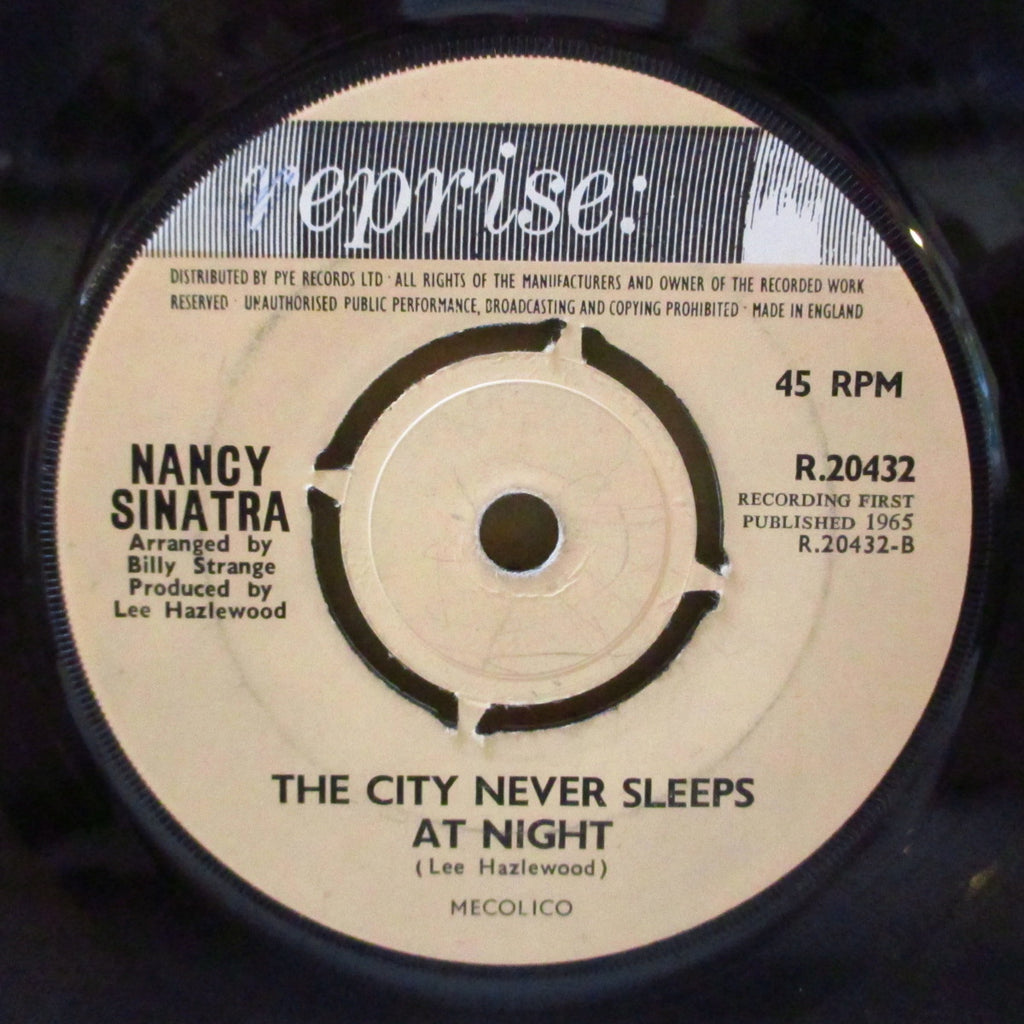 reprise:
DISTRIBUTED BY PYE RECORDS LTD · ALL RIGHTS OF THE MANUFACTURERS AND OWNER OF THE RECORDED WORK
RESERVED · UNAUTHORISED PUBLIC PERFORMANCE, BROADCASTING AND COPYING PROHIBITED · MADE IN ENGLAND
45 RPM
NANCY
SINATRA
Arranged by
Billy Strange
Produced by
Lee Hazlewood
R.20432
RECORDING FIRST
PUBLISHED 1965
R.20432-B
THE CITY NEVER SLEEPS
AT NIGHT
(Lee Hazlewood)
MECOLICO